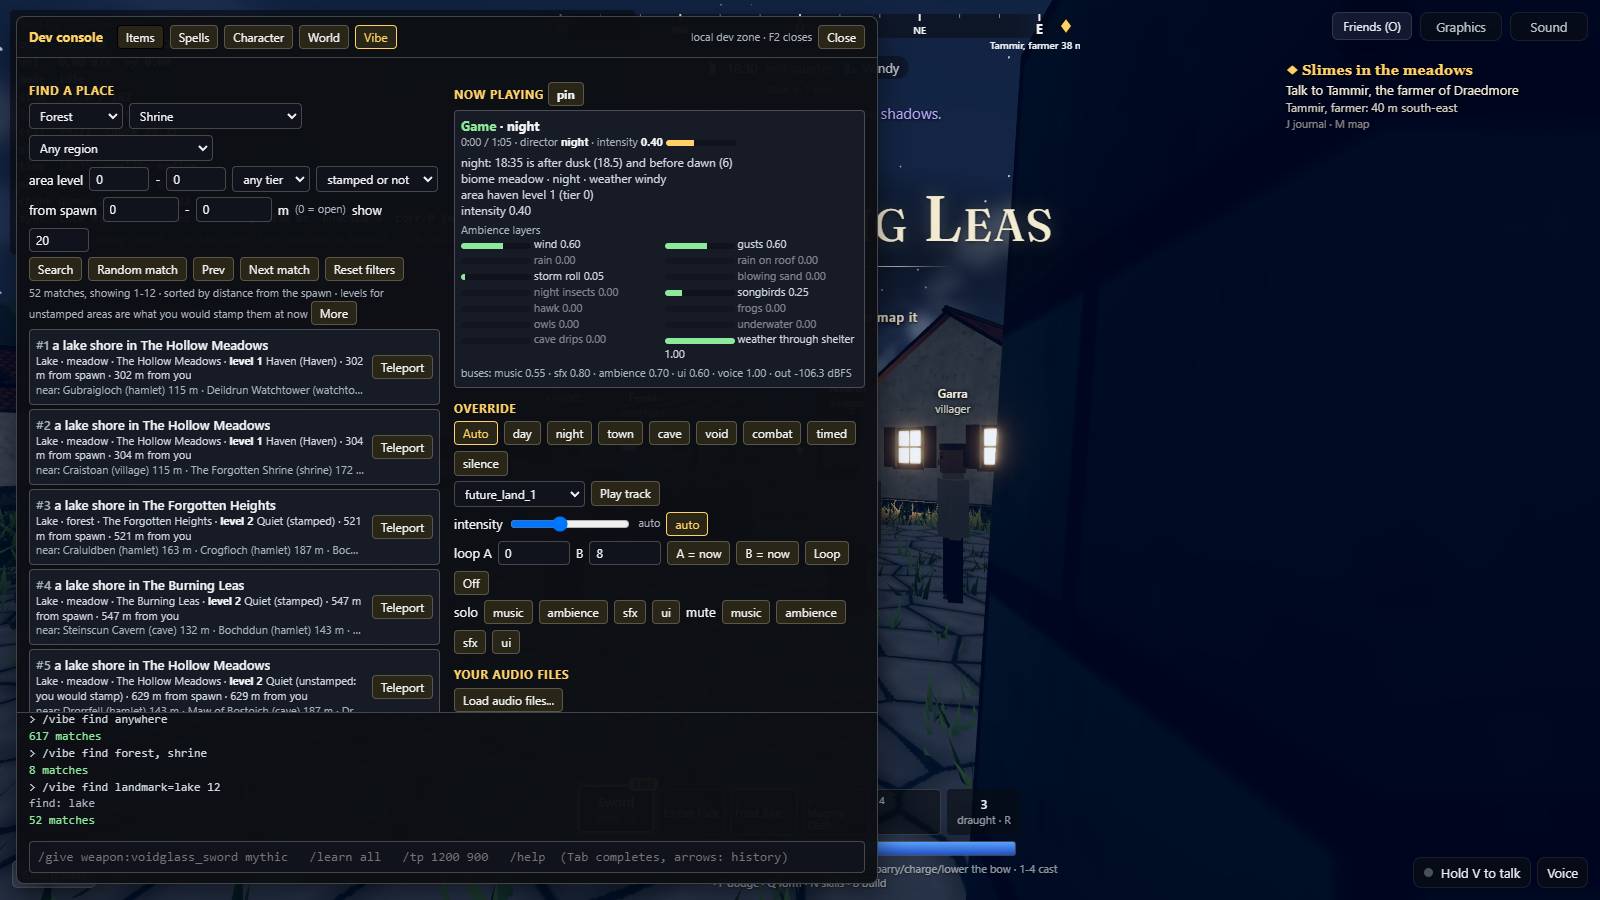 Dev console Items Spells Character World Vibe local dev zone · F2 closes Close
FIND A PLACE
Forest Shrine
Any region
area level 0 - 0 any tier stamped or not
from spawn 0 - 0 m (0 = open) show
20
Search Random match Prev Next match Reset filters
52 matches, showing 1-12 · sorted by distance from the spawn · levels for
unstamped areas are what you would stamp them at now More
#1 a lake shore in The Hollow Meadows
Lake · meadow · The Hollow Meadows · level 1 Haven (Haven) · 302
m from spawn · 302 m from you
near: Gubraigloch (hamlet) 115 m · Deildrun Watchtower (watchto...
Teleport
#2 a lake shore in The Hollow Meadows
Lake · meadow · The Hollow Meadows · level 1 Haven (Haven) · 304
m from spawn · 304 m from you
near: Craistoan (village) 115 m · The Forgotten Shrine (shrine) 172 ...
Teleport
#3 a lake shore in The Forgotten Heights
Lake · forest · The Forgotten Heights · level 2 Quiet (stamped) · 521
m from spawn · 521 m from you
near: Craluldben (hamlet) 163 m · Crogfloch (hamlet) 187 m · Boc...
Teleport
#4 a lake shore in The Burning Leas
Lake · meadow · The Burning Leas · level 2 Quiet (stamped) · 547 m
from spawn · 547 m from you
near: Steinscun Cavern (cave) 132 m · Bochddun (hamlet) 143 m · ...
Teleport
#5 a lake shore in The Hollow Meadows
Lake · meadow · The Hollow Meadows · level 2 Quiet (unstamped:
you would stamp) · 629 m from spawn · 629 m from you
near: Drorrfell (hamlet) 143 m · Maw of Bostoich (cave) 187 m · Dr...
Teleport
NOW PLAYING pin
Game · night
0:00 / 1:05 · director night · intensity 0.40
night: 18:35 is after dusk (18.5) and before dawn (6)
biome meadow · night · weather windy
area haven level 1 (tier 0)
intensity 0.40
Ambience layers
wind 0.60 gusts 0.60
rain 0.00 rain on roof 0.00
storm roll 0.05 blowing sand 0.00
night insects 0.00 songbirds 0.25
hawk 0.00 frogs 0.00
owls 0.00 underwater 0.00
cave drips 0.00 weather through shelter
1.00
buses: music 0.55 · sfx 0.80 · ambience 0.70 · ui 0.60 · voice 1.00 · out -106.3 dBFS
OVERRIDE
Auto day night town cave void combat timed
silence
future_land_1 Play track
intensity auto auto
loop A 0 B 8 A = now B = now Loop
Off
solo music ambience sfx ui mute music ambience
sfx ui
YOUR AUDIO FILES
Load audio files...
> /vibe find anywhere
617 matches
> /vibe find forest, shrine
8 matches
> /vibe find landmark=lake 12
find: lake
52 matches
/give weapon:voidglass_sword mythic /learn all /tp 1200 900 /help (Tab completes, arrows: history)
NE E
Tammir, farmer 38 m
ndy
shadows.
G LEAS
map it
Garra
villager
4
3
draught · R
parry/charge/lower the bow · 1-4 cast
Friends (O) Graphics Sound
Slimes in the meadows
Talk to Tammir, the farmer of Draedmore
Tammir, farmer: 40 m south-east
J journal · M map
Hold V to talk Voice